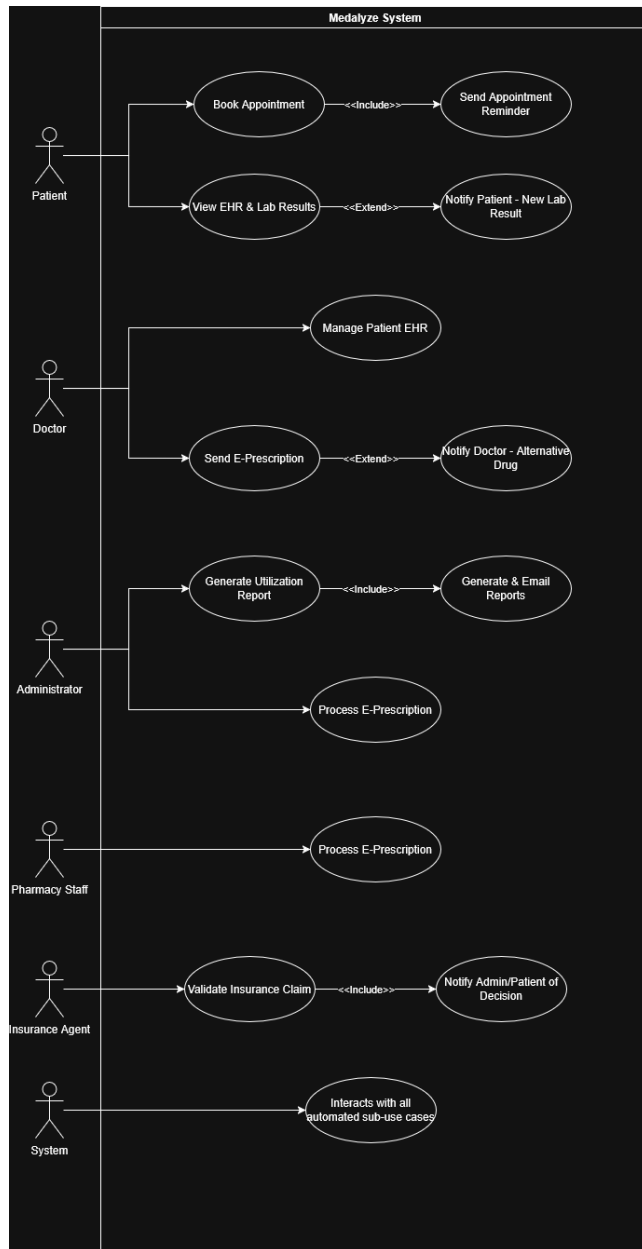 Medalyze System
Book Appointment
<<Include>>
Send Appointment
Reminder
Patient
View EHR & Lab Results
<<Extend>>
Notify Patient - New Lab
Result
Manage Patient EHR
Doctor
Send E-Prescription
<<Extend>>
Notify Doctor - Alternative
Drug
Generate Utilization
Report
<<Include>>
Generate & Email
Reports
Administrator
Process E-Prescription
Pharmacy Staff
Process E-Prescription
Insurance Agent
Validate Insurance Claim
<<Include>>
Notify Admin/Patient of
Decision
System
Interacts with all
automated sub-use cases